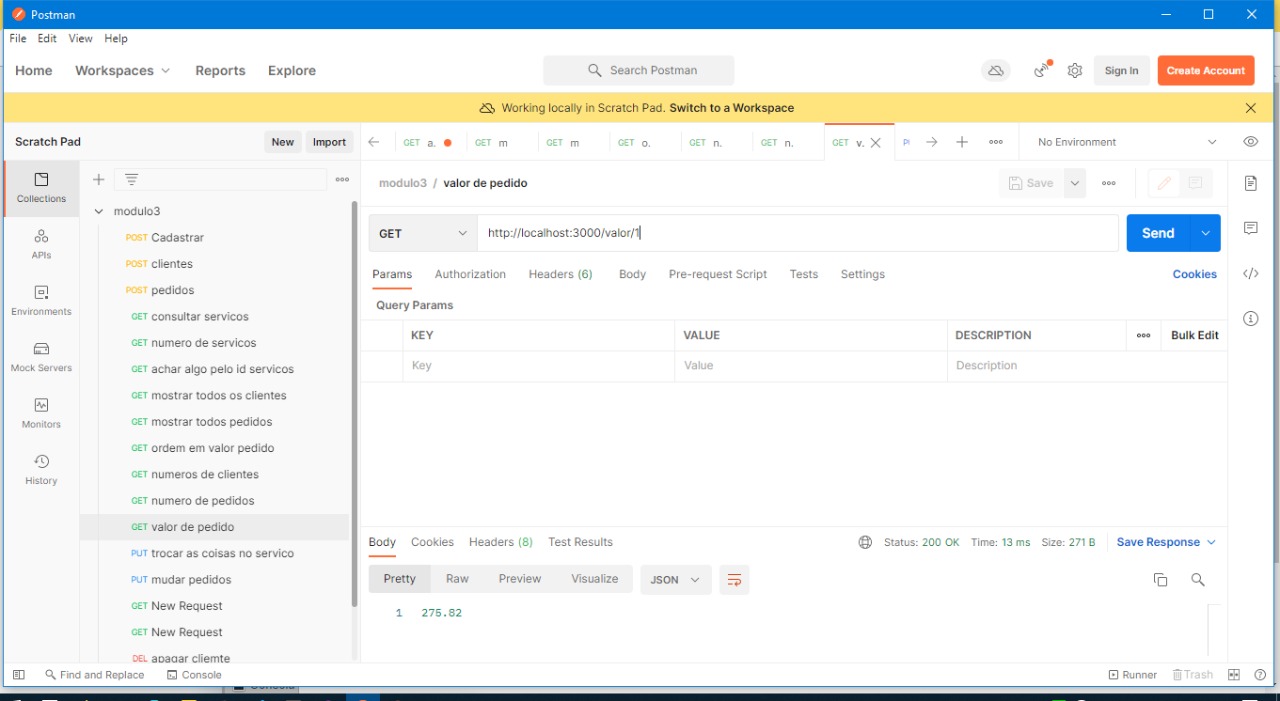 Postman
File Edit View Help
Home Workspaces Reports Explore Search Postman Sign In Create Account
Working locally in Scratch Pad. Switch to a Workspace
Scratch Pad New Import
GET a. GET m GET m GET o. GET n. GET n. GET v. No Environment
modulo3 / valor de pedido Save
GET http://localhost:3000/valor/1 Send
Params Authorization Headers (6) Body Pre-request Script Tests Settings Cookies
Query Params
KEY VALUE DESCRIPTION Bulk Edit
Key Value Description
Collections
APIs
Environments
Mock Servers
Monitors
History
modulo3
POST Cadastrar
POST clientes
POST pedidos
GET consultar servicos
GET numero de servicos
GET achar algo pelo id servicos
GET mostrar todos os clientes
GET mostrar todos pedidos
GET ordem em valor pedido
GET numeros de clientes
GET numero de pedidos
GET valor de pedido
PUT trocar as coisas no servico
PUT mudar pedidos
GET New Request
GET New Request
DEL apagar cliemte
Body Cookies Headers (8) Test Results Status: 200 OK Time: 13 ms Size: 271 B Save Response
Pretty Raw Preview Visualize JSON
1 275.82
Find and Replace Console Runner Trash